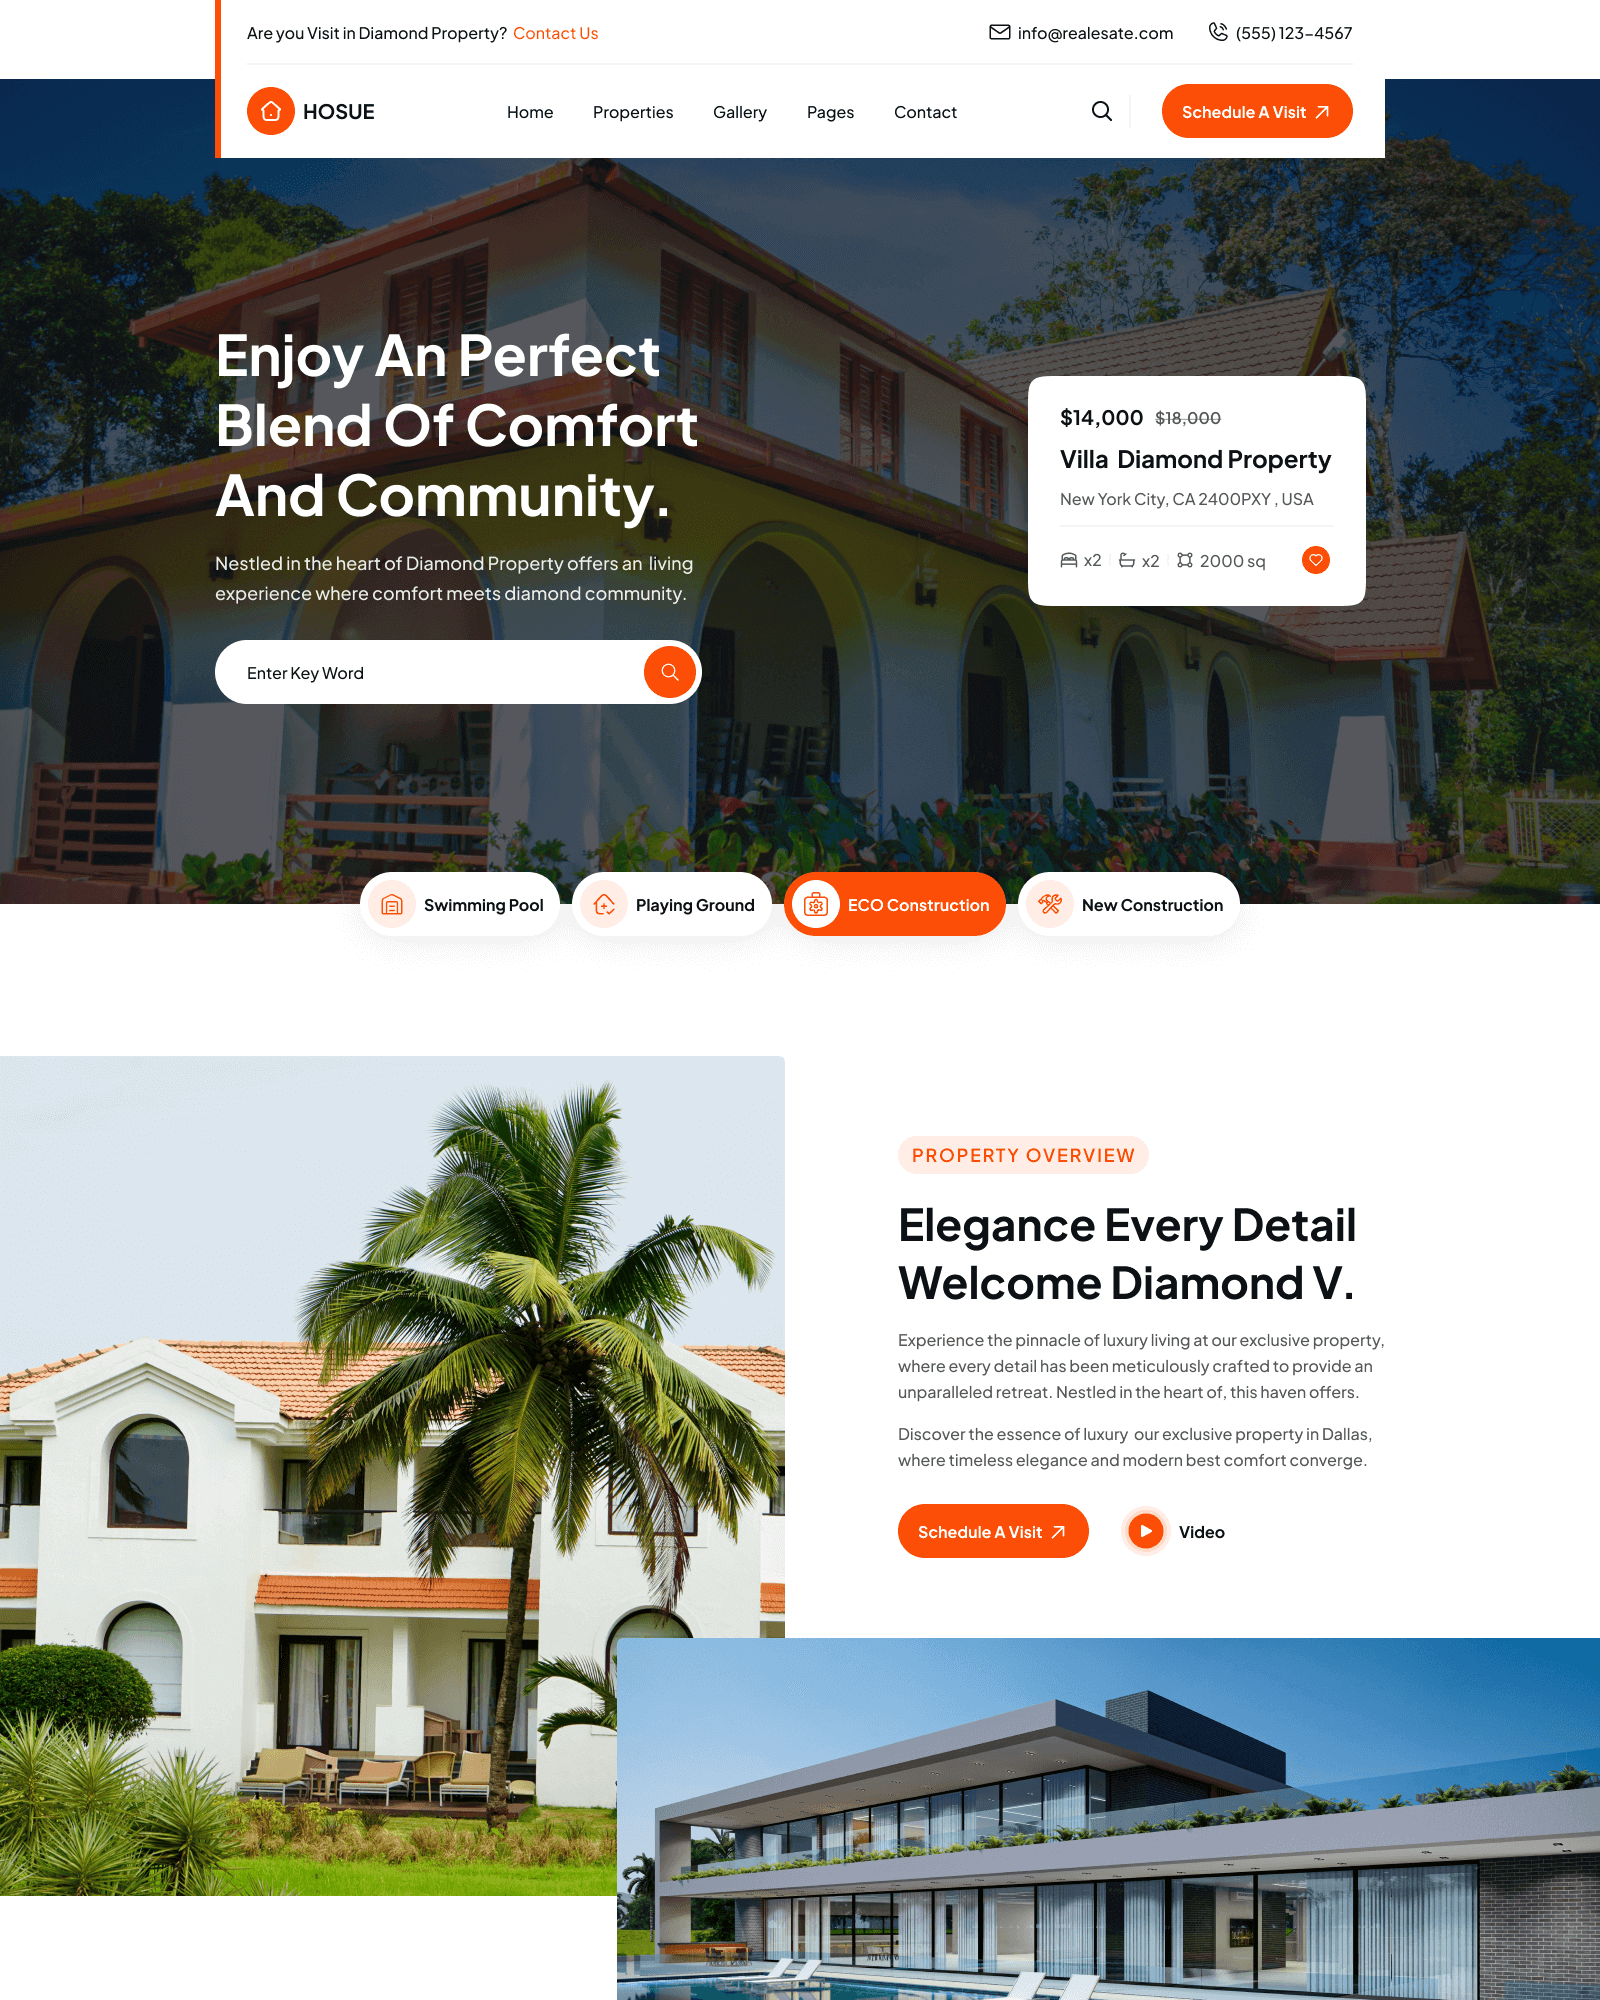 Are you Visit in Diamond Property? Contact Us
info@realesate.com
(555) 123-4567
HOSUE
Home
Properties
Gallery
Pages
Contact
Schedule A Visit
Enjoy An Perfect
Blend Of Comfort
And Community.
Nestled in the heart of Diamond Property offers an living
experience where comfort meets diamond community.
Enter Key Word
$14,000 $18,000
Villa Diamond Property
New York City, CA 2400PXY , USA
x2
x2
2000 sq
Swimming Pool
Playing Ground
ECO Construction
New Construction
PROPERTY OVERVIEW
Elegance Every Detail
Welcome Diamond V.
Experience the pinnacle of luxury living at our exclusive property,
where every detail has been meticulously crafted to provide an
unparalleled retreat. Nestled in the heart of, this haven offers.
Discover the essence of luxury our exclusive property in Dallas,
where timeless elegance and modern best comfort converge.
Schedule A Visit
Video